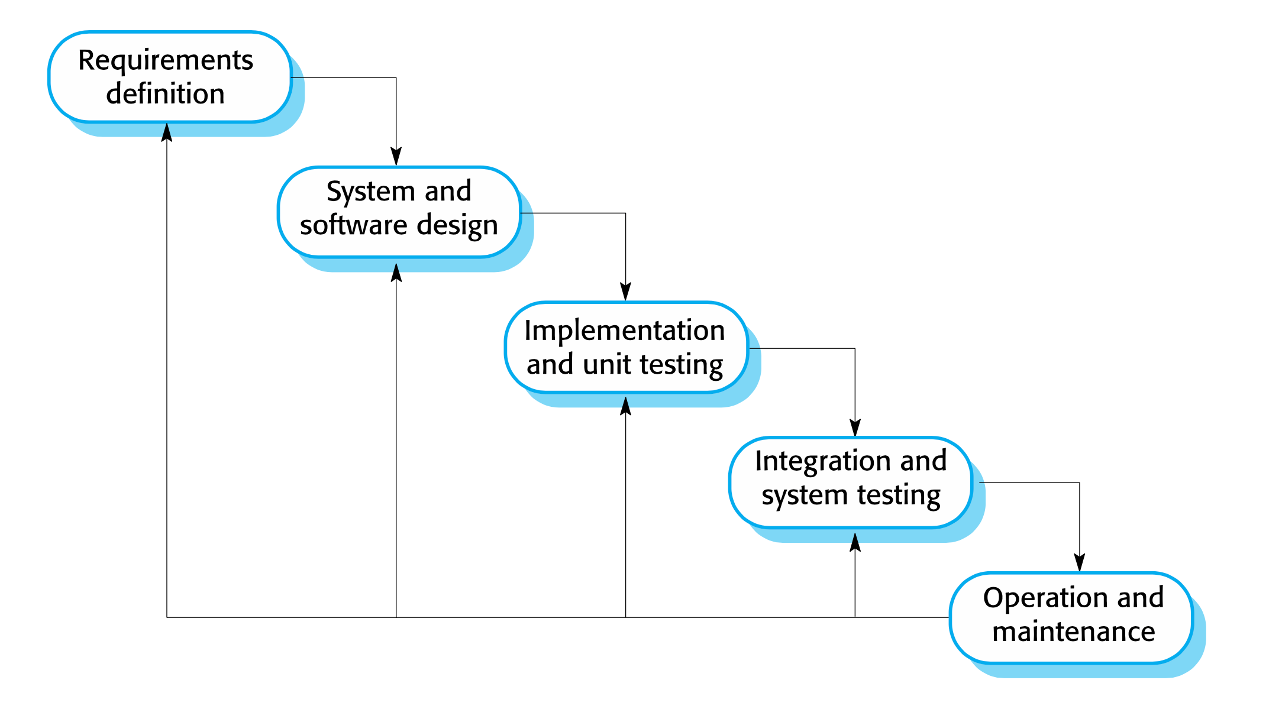 Requirements
definition
System and
software design
Implementation
and unit testing
Integration and
system testing
Operation and
maintenance